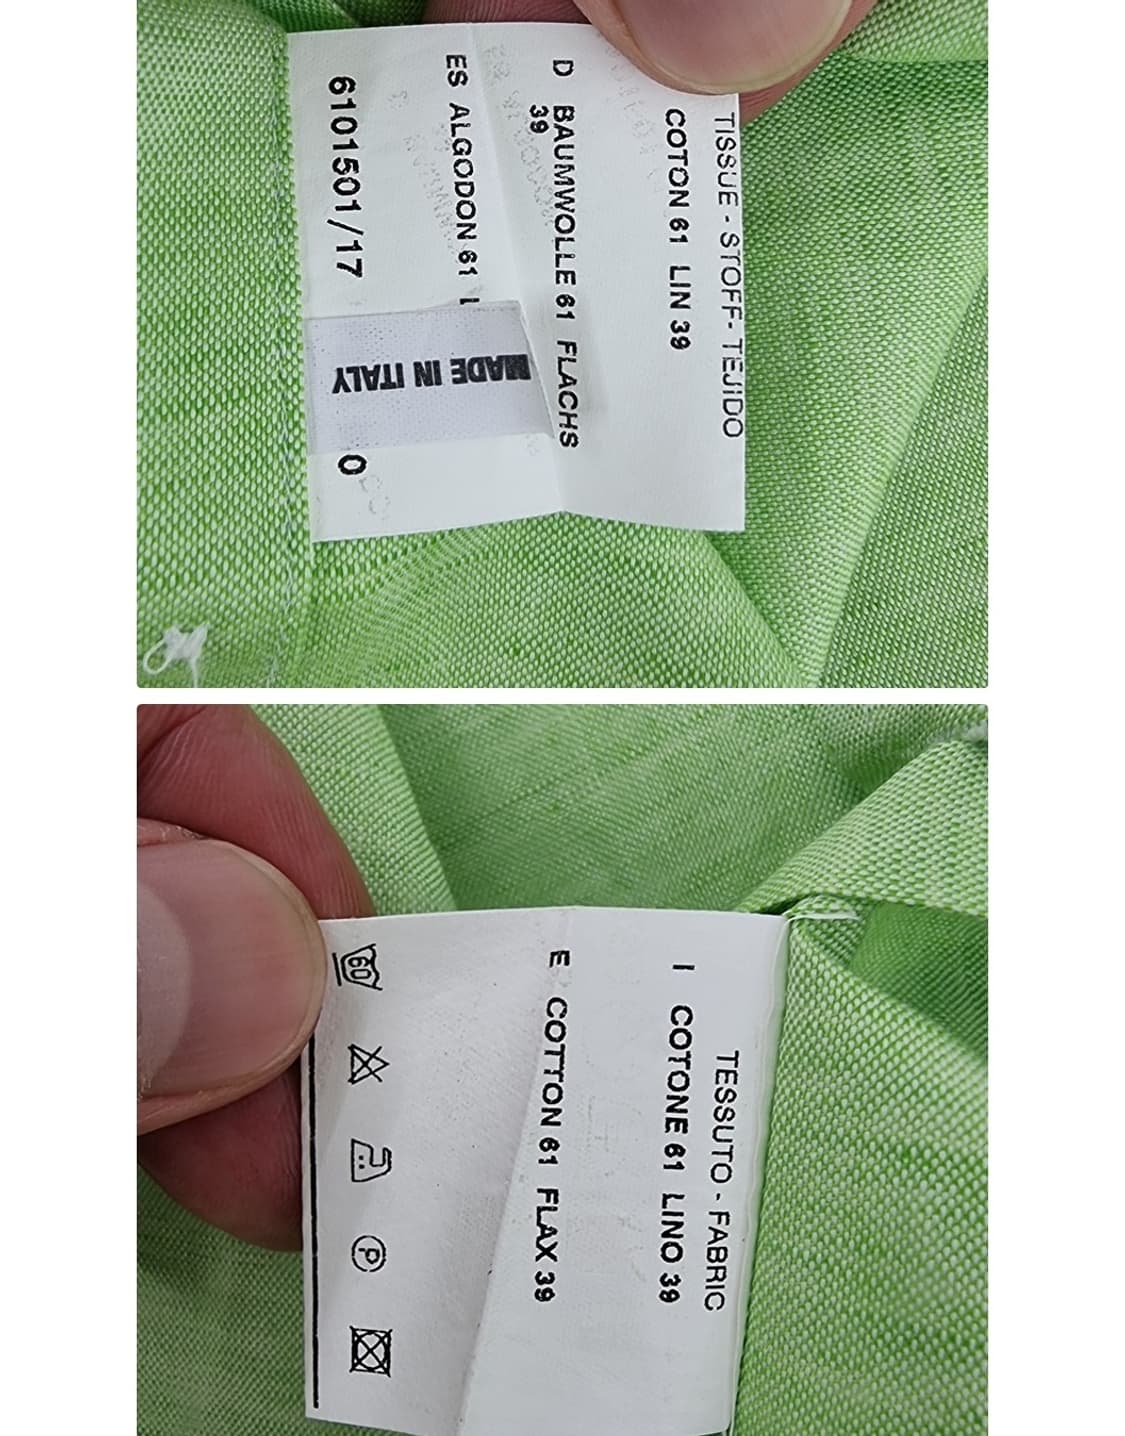 TISSUE - STOFF - TEJIDO
COTON 61 LIN 39
D BAUMWOLLE 61 FLACHS
39
ES ALGODON 61 L
6101501/17 0
MADE IN ITALY
TESSUTO - FABRIC
I COTONE 61 LINO 39
E COTTON 61 FLAX 39
60
P